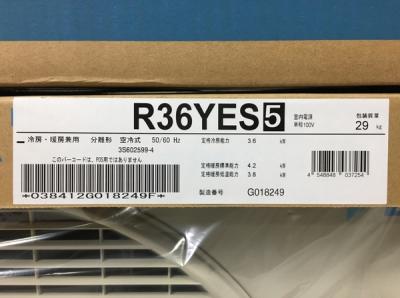 R36YES5
室内電源
単相100V
包装質量
29 kg
冷房・暖房兼用 分離形 空冷式 50/60 Hz
3S602599-4
このバーコードは、POS用ではありません。
*038412G018249F*
定格冷房能力 3.6 kW
定格暖房標準能力 4.2 kW
定格暖房低温能力 3.8 kW
製造番号 G018249
4 548848 037254